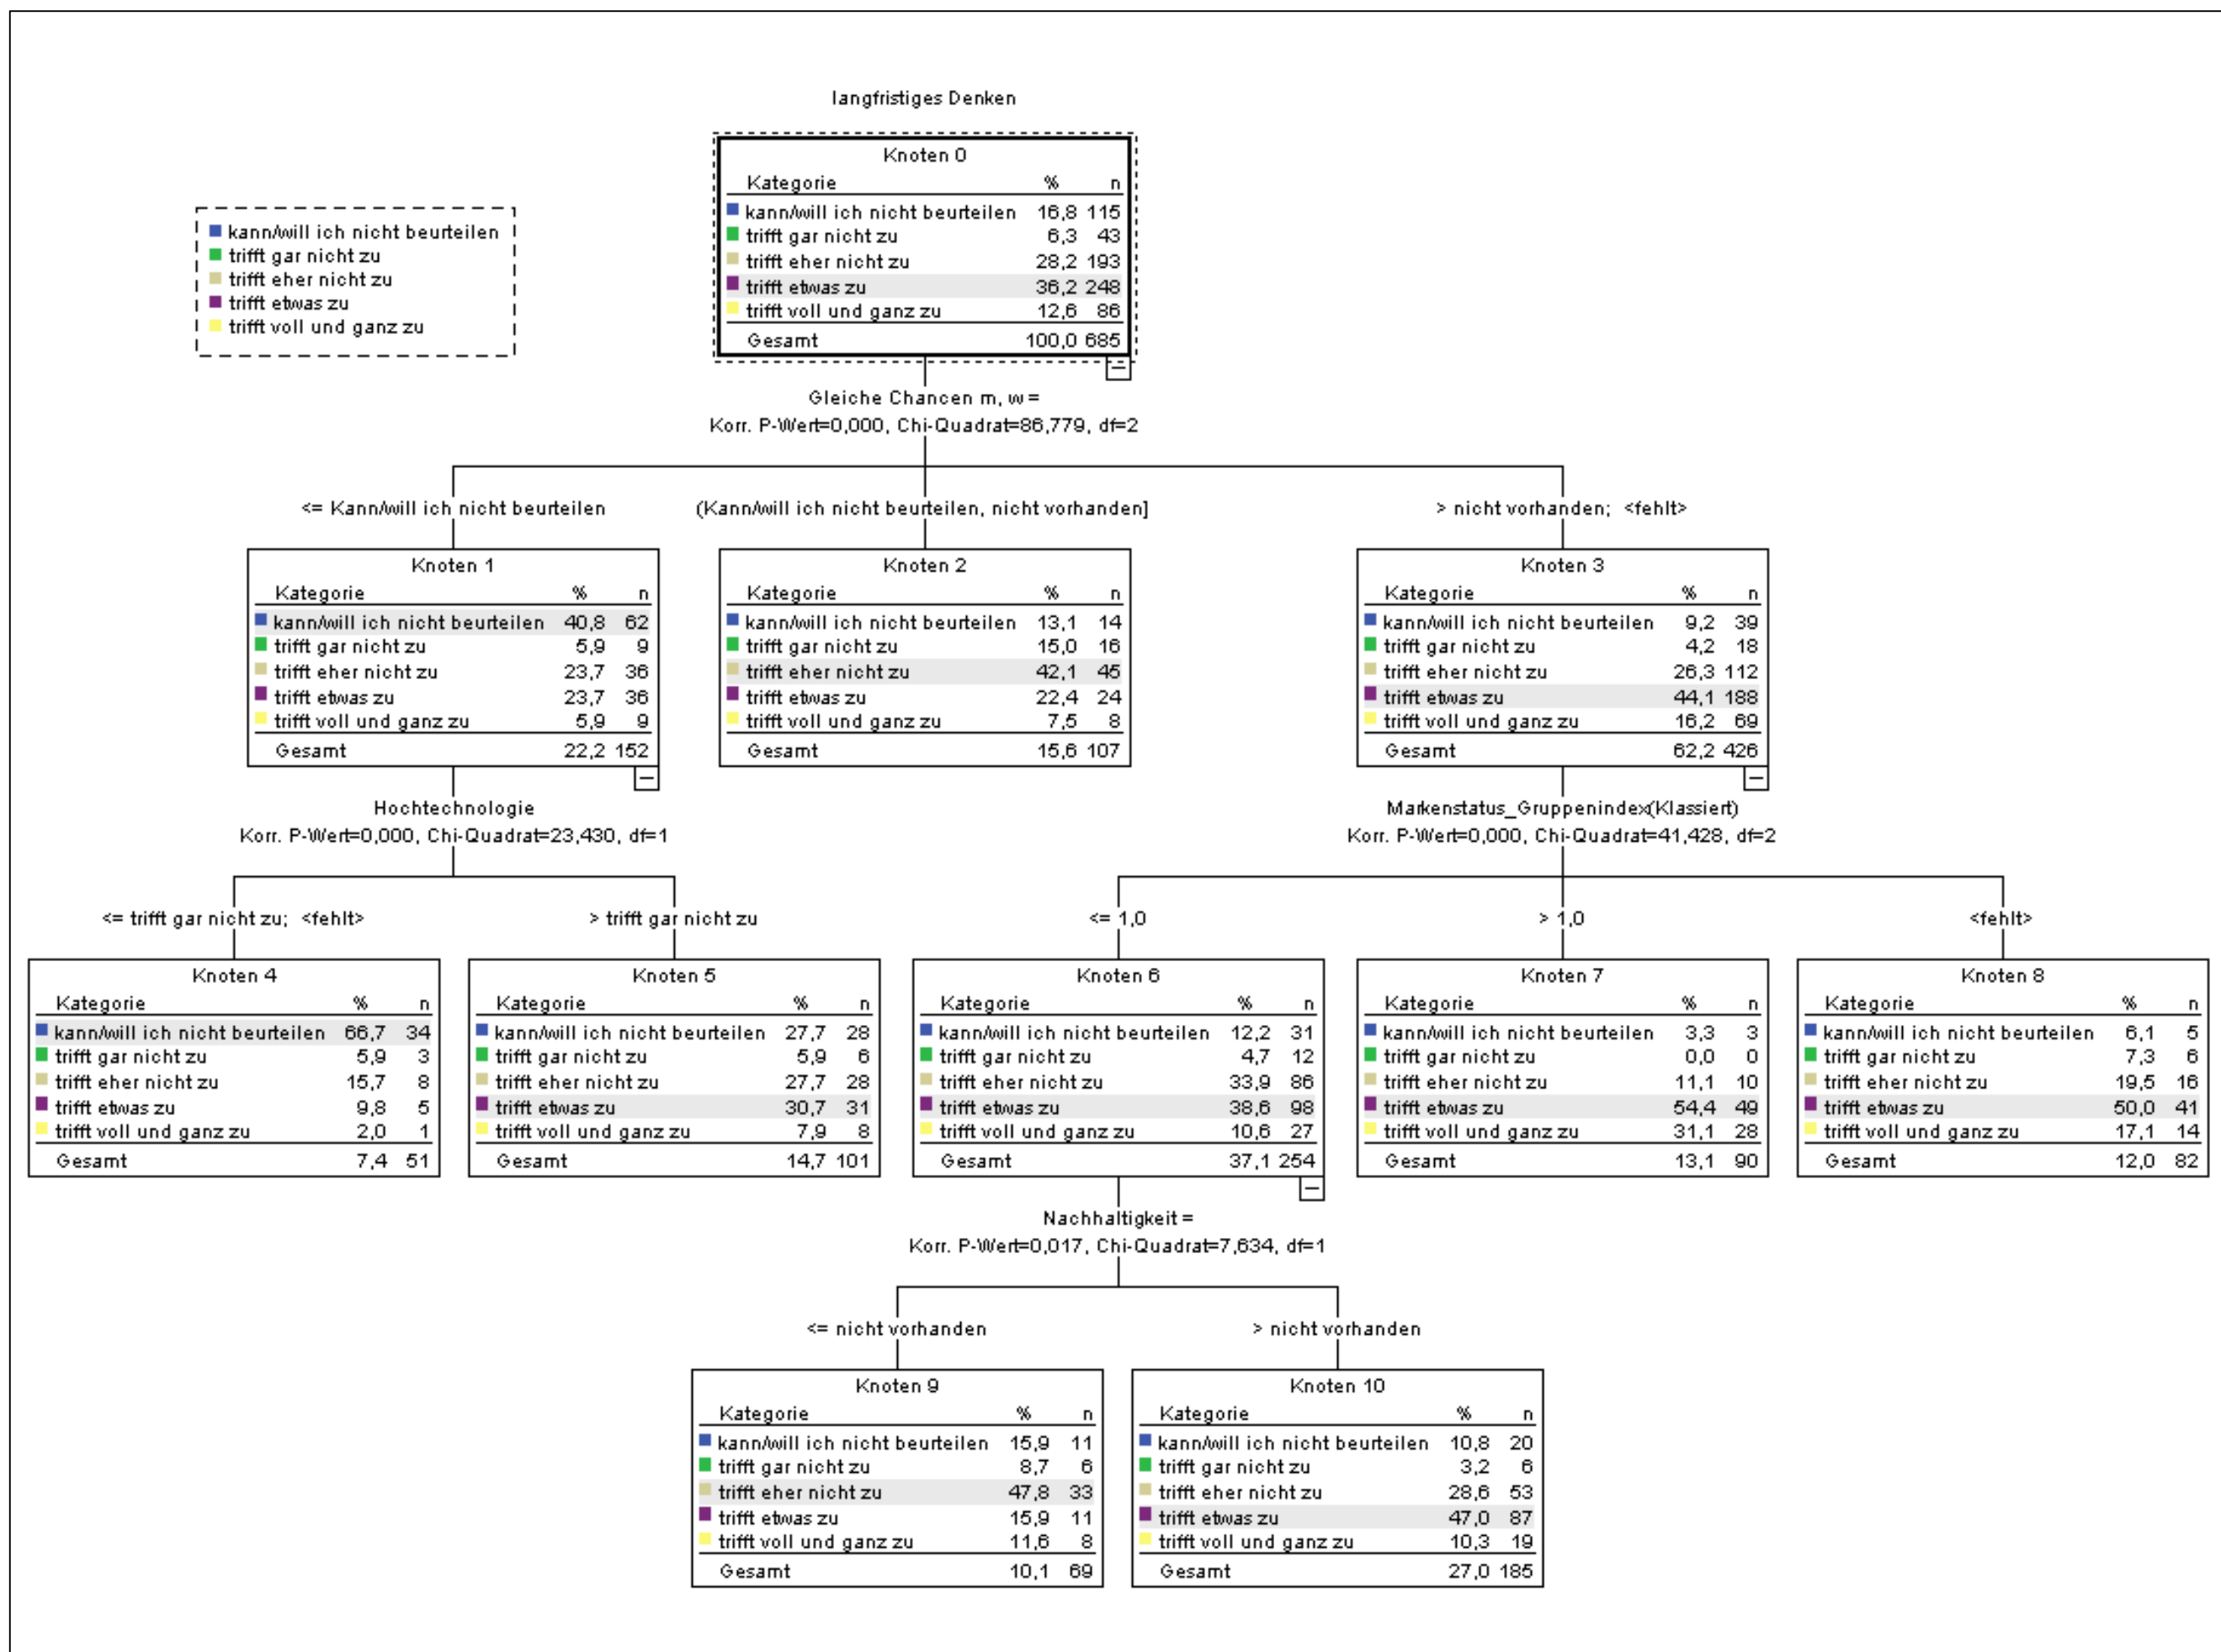 langfristiges Denken
kann/will ich nicht beurteilen
trifft gar nicht zu
trifft eher nicht zu
trifft etwas zu
trifft voll und ganz zu
Knoten 0
Kategorie % n
kann/will ich nicht beurteilen 16,8 115
trifft gar nicht zu 6,3 43
trifft eher nicht zu 28,2 193
trifft etwas zu 36,2 248
trifft voll und ganz zu 12,6 86
Gesamt 100,0 685
Gleiche Chancen m, w =
Korr. P-Wert=0,000, Chi-Quadrat=86,779, df=2
<= Kann/will ich nicht beurteilen
(Kann/will ich nicht beurteilen, nicht vorhanden]
> nicht vorhanden; <fehlt>
Knoten 1
Kategorie % n
kann/will ich nicht beurteilen 40,8 62
trifft gar nicht zu 5,9 9
trifft eher nicht zu 23,7 36
trifft etwas zu 23,7 36
trifft voll und ganz zu 5,9 9
Gesamt 22,2 152
Knoten 2
Kategorie % n
kann/will ich nicht beurteilen 13,1 14
trifft gar nicht zu 15,0 16
trifft eher nicht zu 42,1 45
trifft etwas zu 22,4 24
trifft voll und ganz zu 7,5 8
Gesamt 15,6 107
Knoten 3
Kategorie % n
kann/will ich nicht beurteilen 9,2 39
trifft gar nicht zu 4,2 18
trifft eher nicht zu 26,3 112
trifft etwas zu 44,1 188
trifft voll und ganz zu 16,2 69
Gesamt 62,2 426
Hochtechnologie
Korr. P-Wert=0,000, Chi-Quadrat=23,430, df=1
Markenstatus_Gruppenindex(Klassiert)
Korr. P-Wert=0,000, Chi-Quadrat=41,428, df=2
<= trifft gar nicht zu; <fehlt>
> trifft gar nicht zu
<= 1,0
> 1,0
<fehlt>
Knoten 4
Kategorie % n
kann/will ich nicht beurteilen 66,7 34
trifft gar nicht zu 5,9 3
trifft eher nicht zu 15,7 8
trifft etwas zu 9,8 5
trifft voll und ganz zu 2,0 1
Gesamt 7,4 51
Knoten 5
Kategorie % n
kann/will ich nicht beurteilen 27,7 28
trifft gar nicht zu 5,9 6
trifft eher nicht zu 27,7 28
trifft etwas zu 30,7 31
trifft voll und ganz zu 7,9 8
Gesamt 14,7 101
Knoten 6
Kategorie % n
kann/will ich nicht beurteilen 12,2 31
trifft gar nicht zu 4,7 12
trifft eher nicht zu 33,9 86
trifft etwas zu 38,6 98
trifft voll und ganz zu 10,6 27
Gesamt 37,1 254
Knoten 7
Kategorie % n
kann/will ich nicht beurteilen 3,3 3
trifft gar nicht zu 0,0 0
trifft eher nicht zu 11,1 10
trifft etwas zu 54,4 49
trifft voll und ganz zu 31,1 28
Gesamt 13,1 90
Knoten 8
Kategorie % n
kann/will ich nicht beurteilen 6,1 5
trifft gar nicht zu 7,3 6
trifft eher nicht zu 19,5 16
trifft etwas zu 50,0 41
trifft voll und ganz zu 17,1 14
Gesamt 12,0 82
Nachhaltigkeit =
Korr. P-Wert=0,017, Chi-Quadrat=7,634, df=1
<= nicht vorhanden
> nicht vorhanden
Knoten 9
Kategorie % n
kann/will ich nicht beurteilen 15,9 11
trifft gar nicht zu 8,7 6
trifft eher nicht zu 47,8 33
trifft etwas zu 15,9 11
trifft voll und ganz zu 11,6 8
Gesamt 10,1 69
Knoten 10
Kategorie % n
kann/will ich nicht beurteilen 10,8 20
trifft gar nicht zu 3,2 6
trifft eher nicht zu 28,6 53
trifft etwas zu 47,0 87
trifft voll und ganz zu 10,3 19
Gesamt 27,0 185